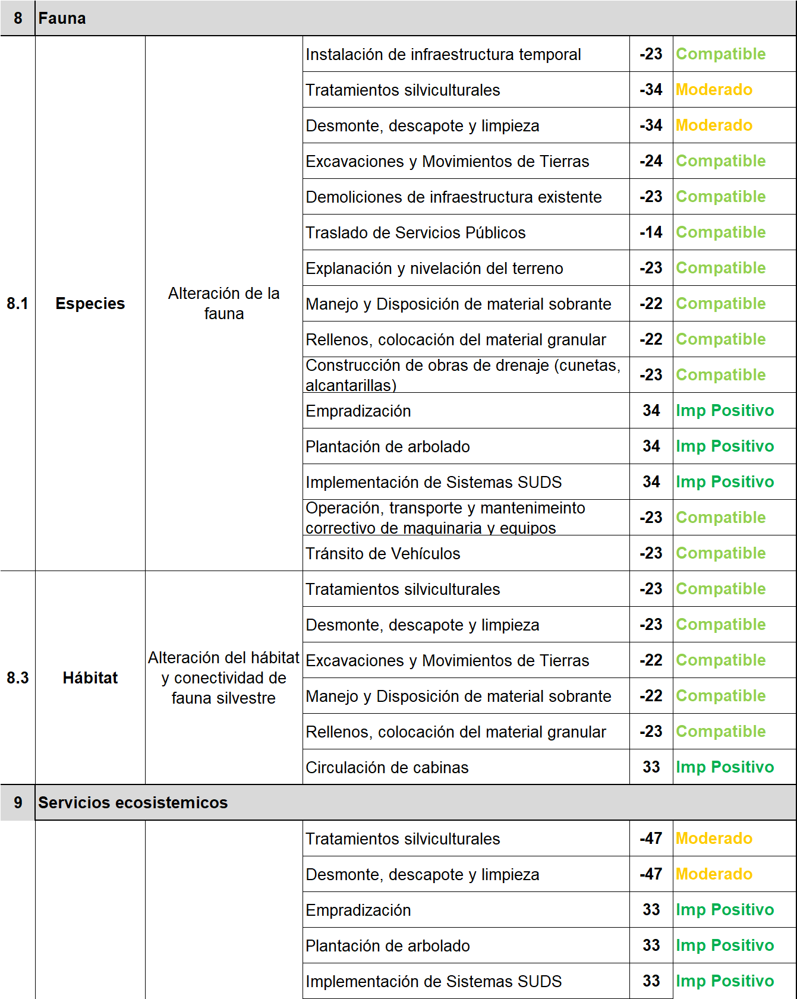 8 Fauna
Instalación de infraestructura temporal -23 Compatible
Tratamientos silviculturales -34 Moderado
Desmonte, descapote y limpieza -34 Moderado
Excavaciones y Movimientos de Tierras -24 Compatible
Demoliciones de infraestructura existente -23 Compatible
Traslado de Servicios Públicos -14 Compatible
Explanación y nivelación del terreno -23 Compatible
8.1 Especies
Alteración de la
fauna
Manejo y Disposición de material sobrante -22 Compatible
Rellenos, colocación del material granular -22 Compatible
Construcción de obras de drenaje (cunetas,
alcantarillas) -23 Compatible
Empradización 34 Imp Positivo
Plantación de arbolado 34 Imp Positivo
Implementación de Sistemas SUDS 34 Imp Positivo
Operación, transporte y mantenimeinto
correctivo de maquinaria y equipos -23 Compatible
Tránsito de Vehículos -23 Compatible
Tratamientos silviculturales -23 Compatible
Desmonte, descapote y limpieza -23 Compatible
Excavaciones y Movimientos de Tierras -22 Compatible
8.3 Hábitat
Alteración del hábitat
y conectividad de
fauna silvestre
Manejo y Disposición de material sobrante -22 Compatible
Rellenos, colocación del material granular -23 Compatible
Circulación de cabinas 33 Imp Positivo
9 Servicios ecosistemicos
Tratamientos silviculturales -47 Moderado
Desmonte, descapote y limpieza -47 Moderado
Empradización 33 Imp Positivo
Plantación de arbolado 33 Imp Positivo
Implementación de Sistemas SUDS 33 Imp Positivo